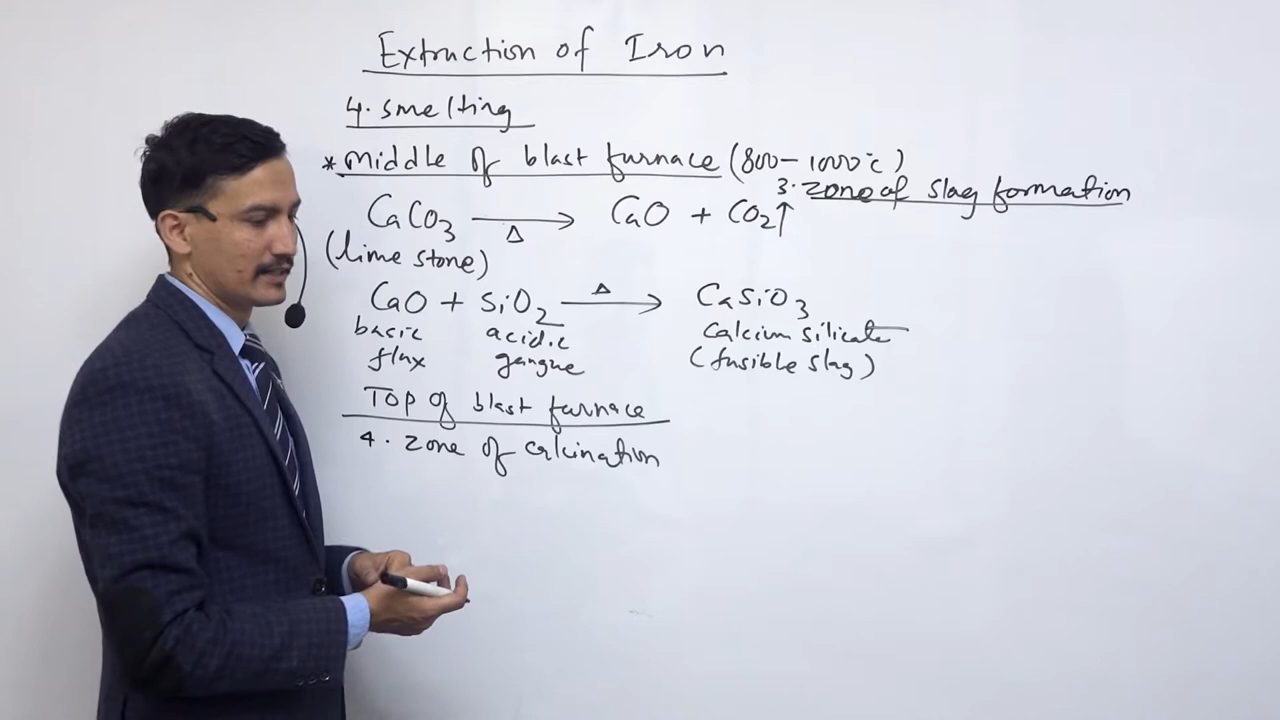 Extraction of Iron
4. smelting
* middle of blast furnace (800 - 1000°c)
3. zone of slag formation
CaCO3 —Δ→ CaO + CO2↑
(lime stone)
CaO + SiO2 —Δ→ CaSiO3
basic acidic calcium silicate
flux gangue (fusible slag)
Top of blast furnace
4. zone of calcination